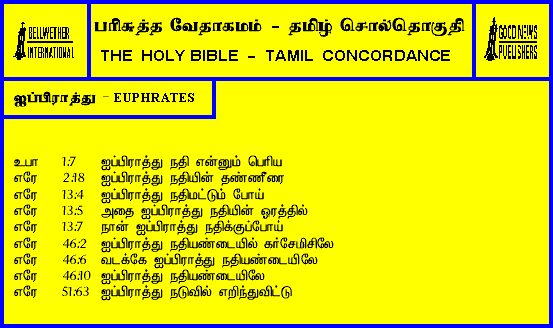 BELLWETHER INTERNATIONAL
பரிசுத்த வேதாகமம் - தமிழ் சொல்தொகுதி
THE HOLY BIBLE - TAMIL CONCORDANCE
GOOD NEWS PUBLISHERS
ஐப்பிராத்து - EUPHRATES
உபா 1:7 ஐப்பிராத்து நதி என்னும் பெரிய
எரே 2:18 ஐப்பிராத்து நதியின் தண்ணீரை
எரே 13:4 ஐப்பிராத்து நதிமட்டும் போய்
எரே 13:5 அதை ஐப்பிராத்து நதியின் ஓரத்தில்
எரே 13:7 நான் ஐப்பிராத்து நதிக்குப்போய்
எரே 46:2 ஐப்பிராத்து நதியண்டையில் கர்சேமிசிலே
எரே 46:6 வடக்கே ஐப்பிராத்து நதியண்டையிலே
எரே 46:10 ஐப்பிராத்து நதியண்டையிலே
எரே 51:63 ஐப்பிராத்து நடுவில் எறிந்துவிட்டு